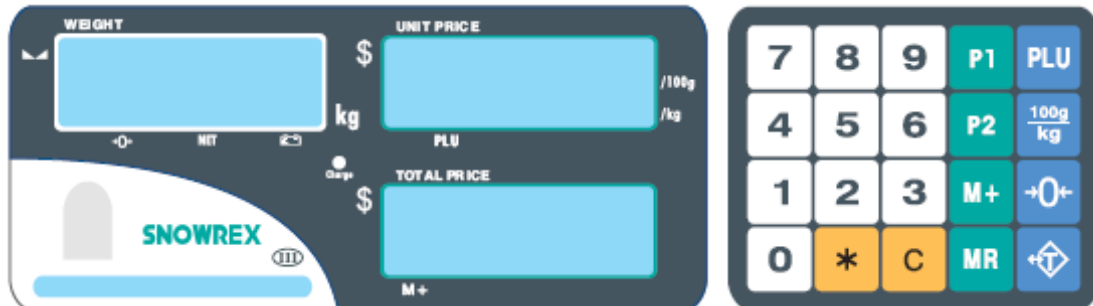 WEIGHT
$ UNIT PRICE
/100g
/kg
kg
→0← NET
PLU
Charge
$ TOTAL PRICE
SNOWREX
III
M+
7 8 9 P1 PLU
4 5 6 P2 100g
kg
1 2 3 M+ →0←
0 * C MR T